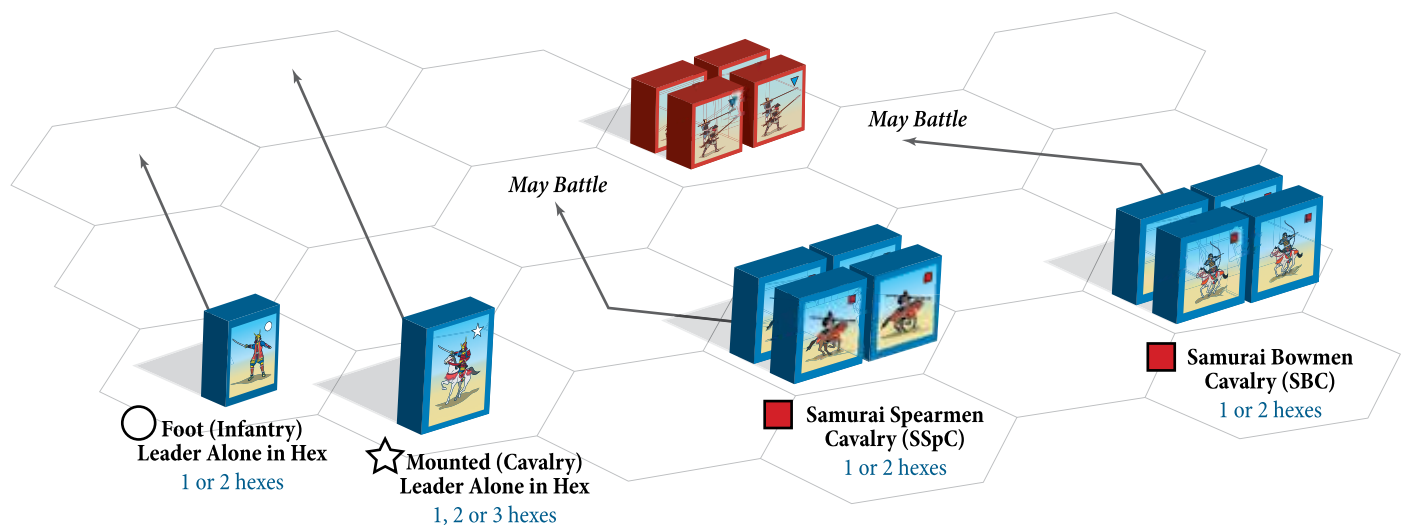 May Battle
May Battle
Foot (Infantry)
Leader Alone in Hex
1 or 2 hexes
Mounted (Cavalry)
Leader Alone in Hex
1, 2 or 3 hexes
Samurai Spearmen
Cavalry (SSpC)
1 or 2 hexes
Samurai Bowmen
Cavalry (SBC)
1 or 2 hexes